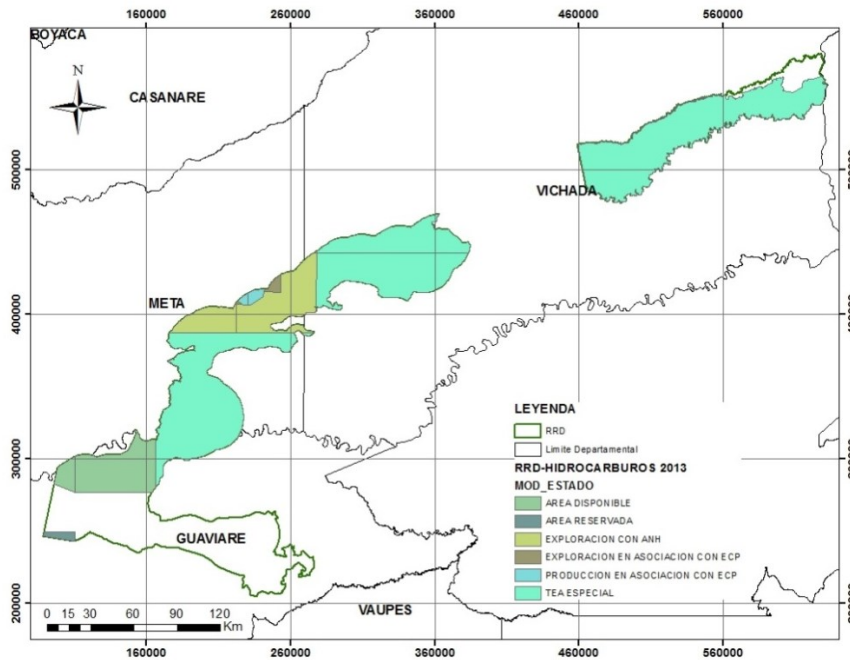 160000 260000 360000 460000 560000
BOYACA
N
CASANARE
500000
VICHADA
META
400000
LEYENDA
RRD
Limite Departamental
RRD-HIDROCARBUROS 2013
MOD_ESTADO
AREA DISPONIBLE
AREA RESERVADA
EXPLORACION CON ANH
EXPLORACION EN ASOCIACION CON ECP
PRODUCCION EN ASOCIACION CON ECP
TEA ESPECIAL
300000
GUAVIARE
200000
VAUPES
0 15 30 60 90 120
Km
160000 260000 360000 460000 560000